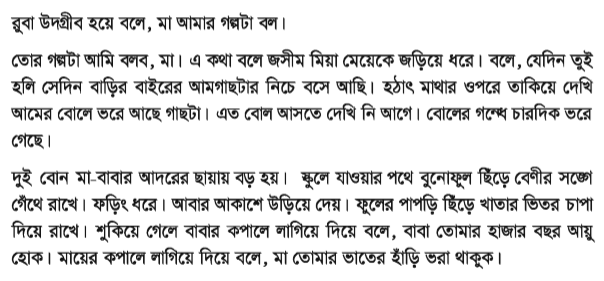 রুবা উদগ্রীব হয়ে বলে, মা আমার গল্পটা বল।
তোর গল্পটা আমি বলব, মা। এ কথা বলে জসীম মিয়া মেয়েকে জড়িয়ে ধরে। বলে, যেদিন তুই
হলি সেদিন বাড়ির বাইরের আমগাছটার নিচে বসে আছি। হঠাৎ মাথার ওপরে তাকিয়ে দেখি
আমের বোলে ভরে আছে গাছটা। এত বোল আসতে দেখি নি আগে। বোলের গন্ধে চারদিক ভরে
গেছে।
দুই বোন মা-বাবার আদরের ছায়ায় বড় হয়। স্কুলে যাওয়ার পথে বুনোফুল ছিঁড়ে বেণীর সঙ্গে
গেঁথে রাখে। ফড়িং ধরে। আবার আকাশে উড়িয়ে দেয়। ফুলের পাপড়ি ছিঁড়ে খাতার ভিতর চাপা
দিয়ে রাখে। শুকিয়ে গেলে বাবার কপালে লাগিয়ে দিয়ে বলে, বাবা তোমার হাজার বছর আয়ু
হোক। মায়ের কপালে লাগিয়ে দিয়ে বলে, মা তোমার ভাতের হাঁড়ি ভরা থাকুক।